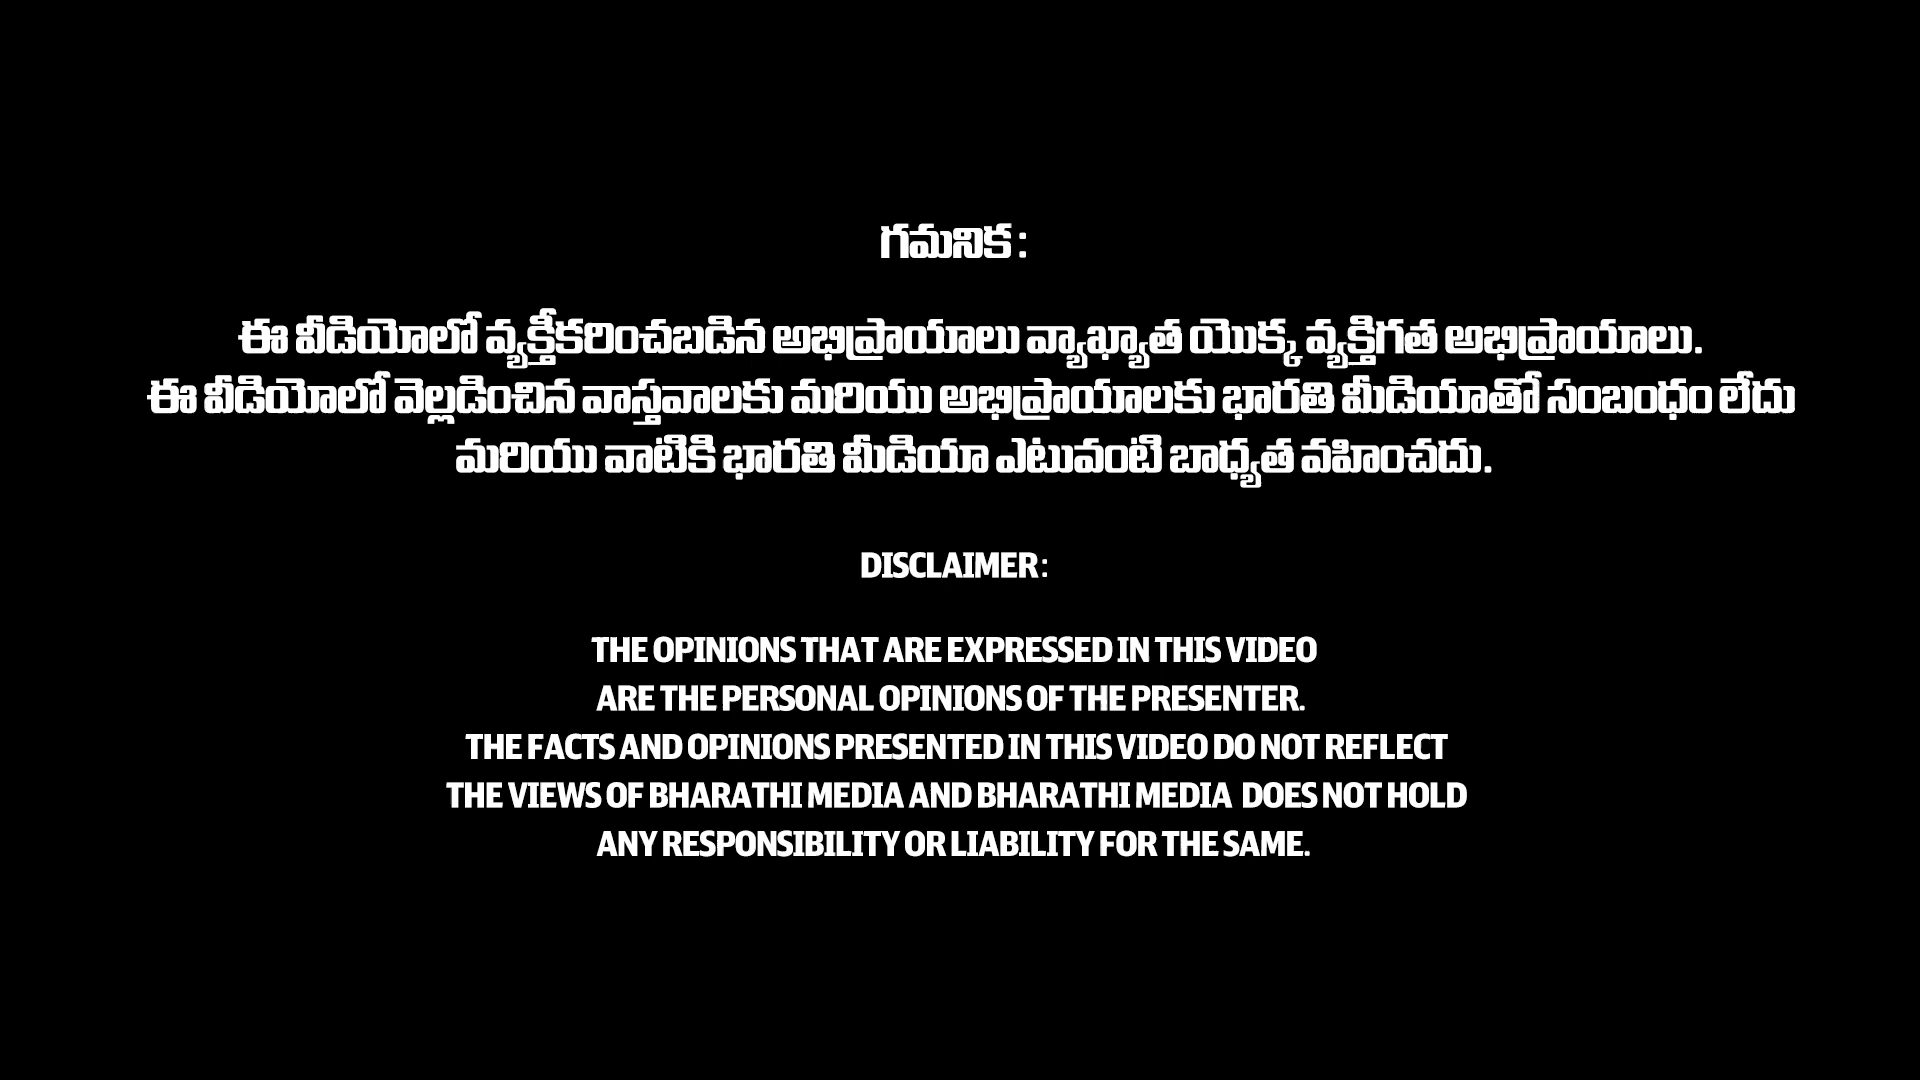 గమనిక :
ఈ వీడియోలో వ్యక్తీకరించబడిన అభిప్రాయాలు వ్యాఖ్యాత యొక్క వ్యక్తిగత అభిప్రాయాలు.
ఈ వీడియోలో వెల్లడించిన వాస్తవాలకు మరియు అభిప్రాయాలకు భారతి మీడియాతో సంబంధం లేదు
మరియు వాటికి భారతి మీడియా ఎటువంటి బాధ్యత వహించదు.
DISCLAIMER :
THE OPINIONS THAT ARE EXPRESSED IN THIS VIDEO
ARE THE PERSONAL OPINIONS OF THE PRESENTER.
THE FACTS AND OPINIONS PRESENTED IN THIS VIDEO DO NOT REFLECT
THE VIEWS OF BHARATHI MEDIA AND BHARATHI MEDIA DOES NOT HOLD
ANY RESPONSIBILITY OR LIABILITY FOR THE SAME.